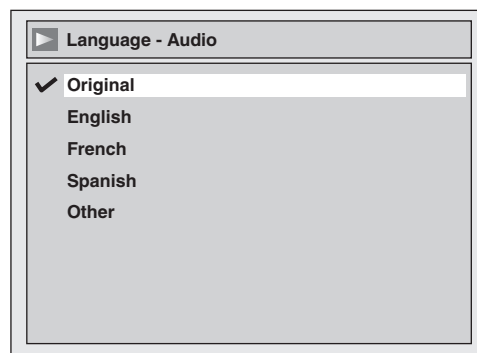 Language - Audio
Original
English
French
Spanish
Other